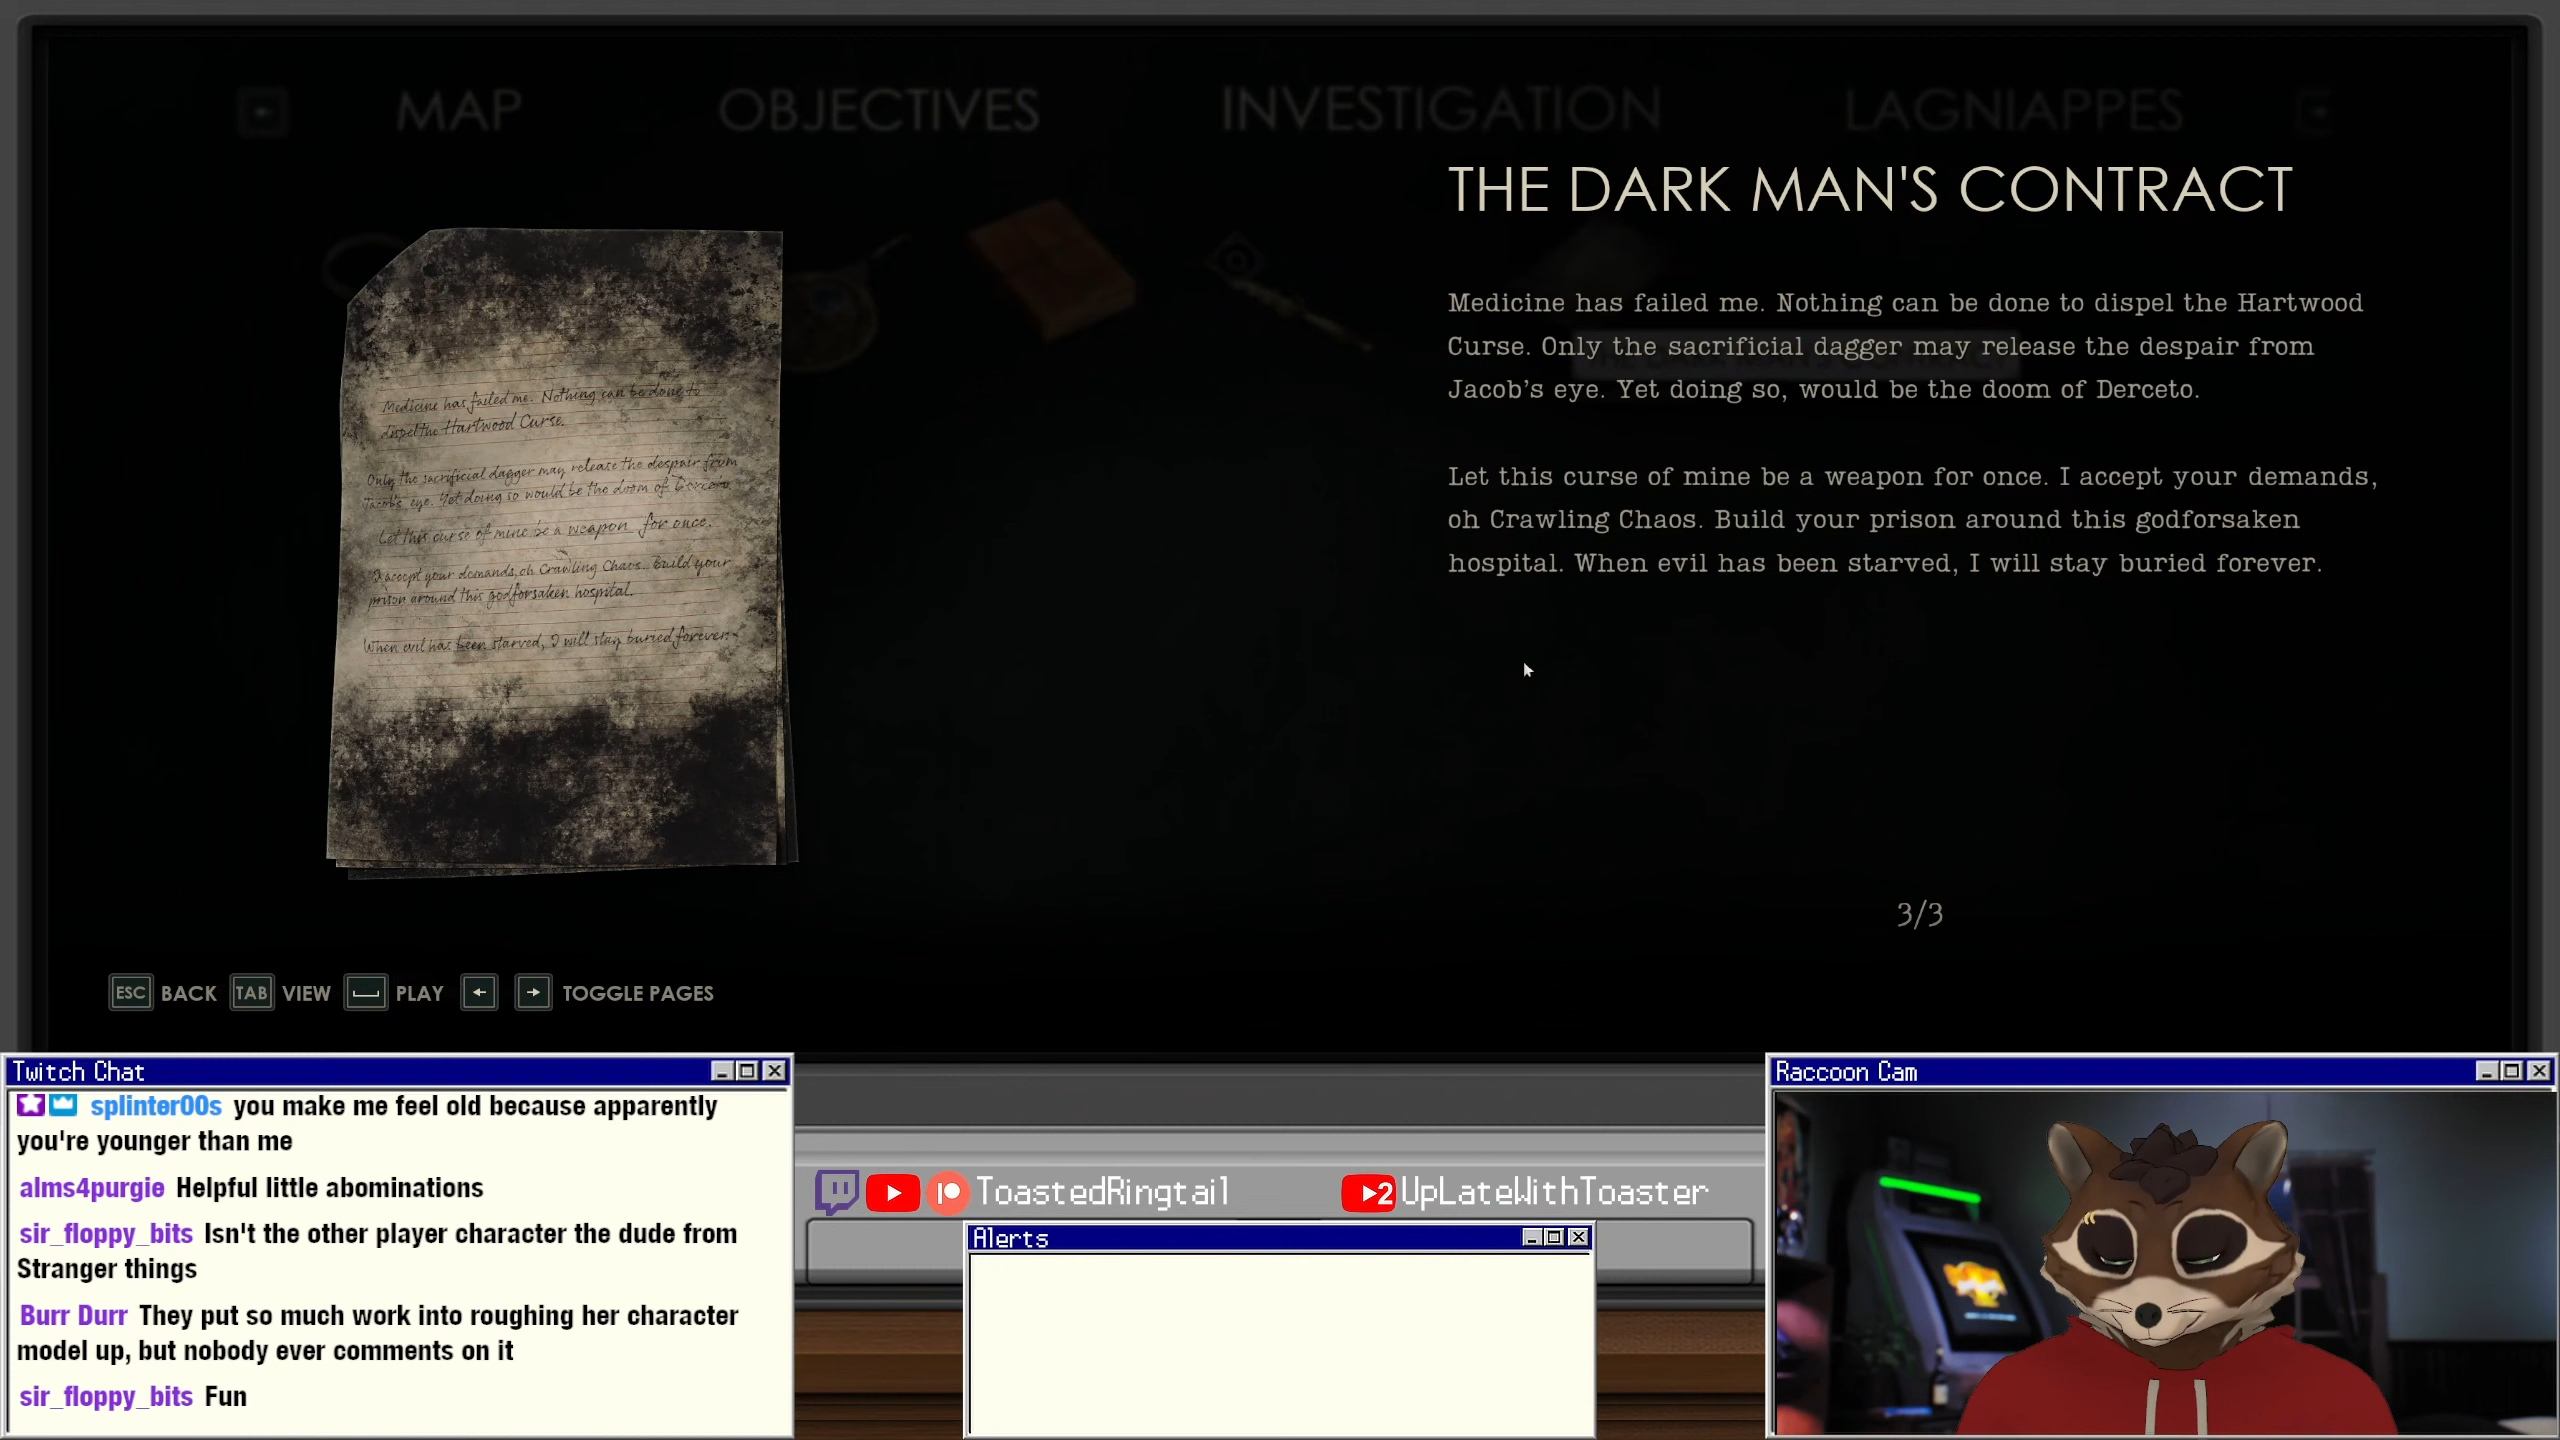 MAP OBJECTIVES INVESTIGATION LAGNIAPPES
THE DARK MAN'S CONTRACT
Medicine has failed me. Nothing can be done to dispel the Hartwood
Curse. Only the sacrificial dagger may release the despair from
Jacob's eye. Yet doing so, would be the doom of Derceto.
Let this curse of mine be a weapon for once. I accept your demands,
oh Crawling Chaos. Build your prison around this godforsaken
hospital. When evil has been starved, I will stay buried forever.
3/3
Medicine has failed me. Nothing can be done to
dispel the Hartwood Curse.
Only the sacrificial dagger may release the despair from
Jacob's eye. Yet doing so would be the doom of Derceto.
Let this curse of mine be a weapon for once.
I accept your demands, oh Crawling Chaos. Build your
prison around this godforsaken hospital.
When evil has been starved, I will stay buried forever.
ESC BACK TAB VIEW PLAY TOGGLE PAGES
Twitch Chat
splinter00s you make me feel old because apparently
you're younger than me
alms4purgie Helpful little abominations
sir_floppy_bits Isn't the other player character the dude from
Stranger things
Burr Durr They put so much work into roughing her character
model up, but nobody ever comments on it
sir_floppy_bits Fun
ToastedRingtail
2 UpLateWithToaster
Alerts
Raccoon Cam